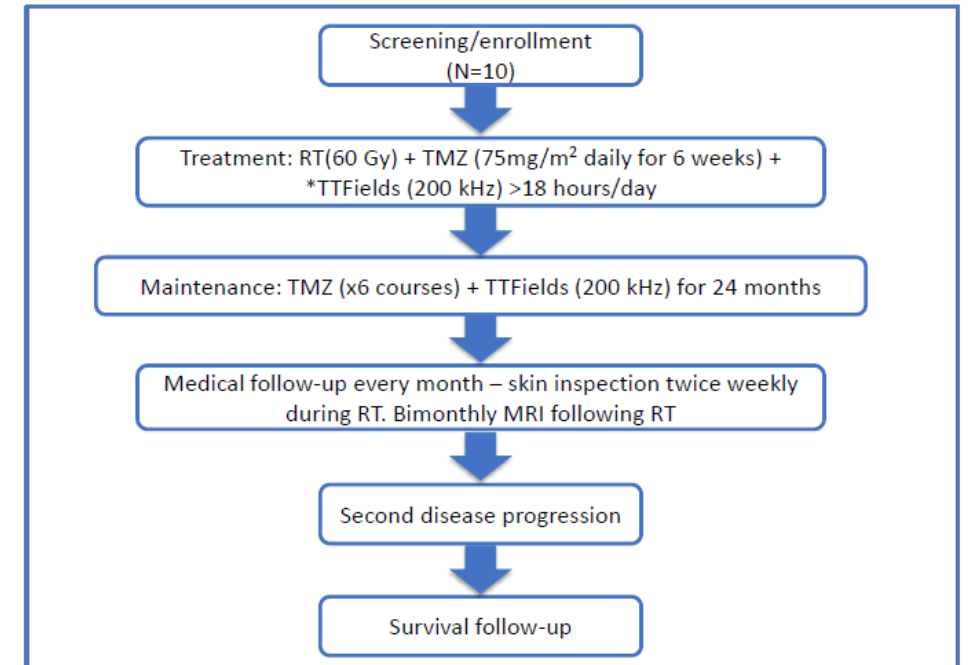 Screening/enrollment
(N=10)
Treatment: RT(60 Gy) + TMZ (75mg/m² daily for 6 weeks) +
*TTFields (200 kHz) >18 hours/day
Maintenance: TMZ (x6 courses) + TTFields (200 kHz) for 24 months
Medical follow-up every month – skin inspection twice weekly
during RT. Bimonthly MRI following RT
Second disease progression
Survival follow-up